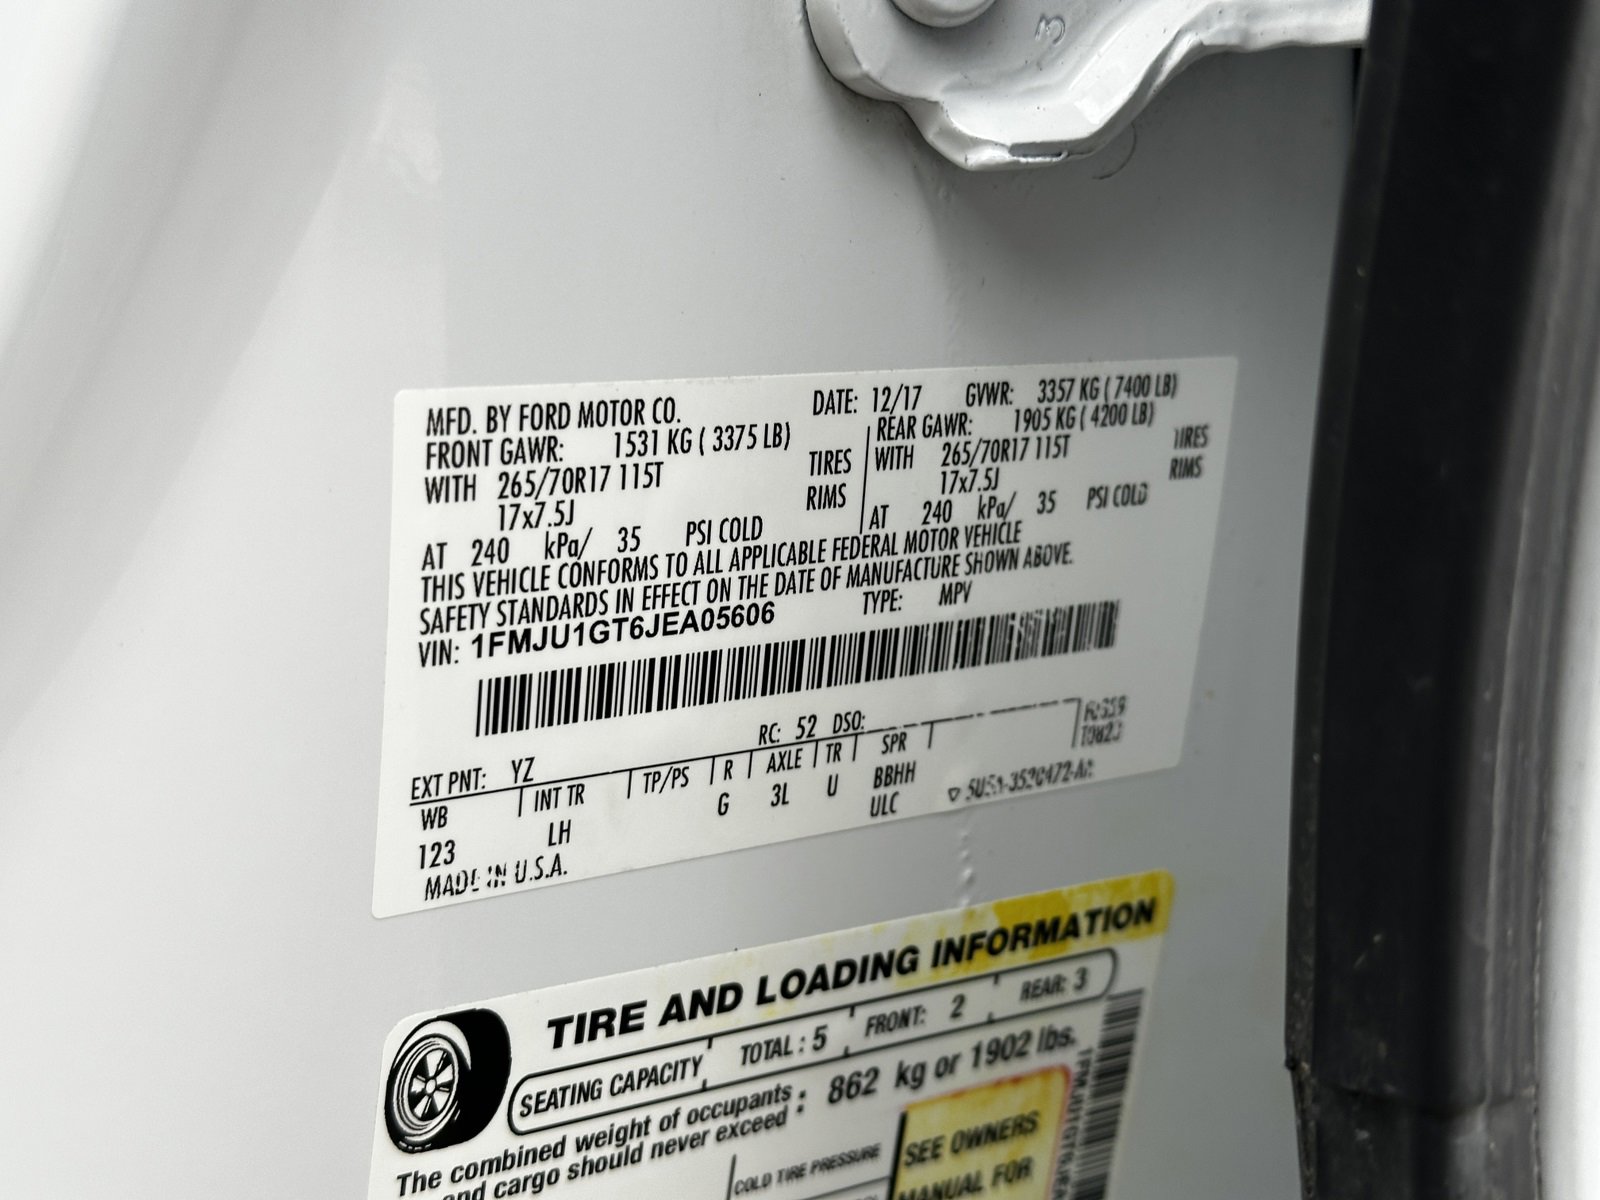 3
MFD. BY FORD MOTOR CO. DATE: 12/17 GVWR: 3357 KG ( 7400 LB)
FRONT GAWR: 1531 KG ( 3375 LB) REAR GAWR: 1905 KG ( 4200 LB)
WITH 265/70R17 115T TIRES WITH 265/70R17 115T TIRES
17x7.5J RIMS 17x7.5J RIMS
AT 240 kPa/ 35 PSI COLD AT 240 kPa/ 35 PSI COLD
THIS VEHICLE CONFORMS TO ALL APPLICABLE FEDERAL MOTOR VEHICLE
SAFETY STANDARDS IN EFFECT ON THE DATE OF MANUFACTURE SHOWN ABOVE.
VIN: 1FMJU1GT6JEA05606 TYPE: MPV
EXT PNT: YZ RC: 52 DSO:
WB INT TR TP/PS R AXLE TR SPR
123 LH G 3L U BBHH
ULC
MADE IN U.S.A.
TIRE AND LOADING INFORMATION
SEATING CAPACITY TOTAL : 5 FRONT: 2 REAR: 3
The combined weight of occupants : 862 kg or 1902 lbs.
and cargo should never exceed :
COLD TIRE PRESSURE SEE OWNERS
MANUAL FOR